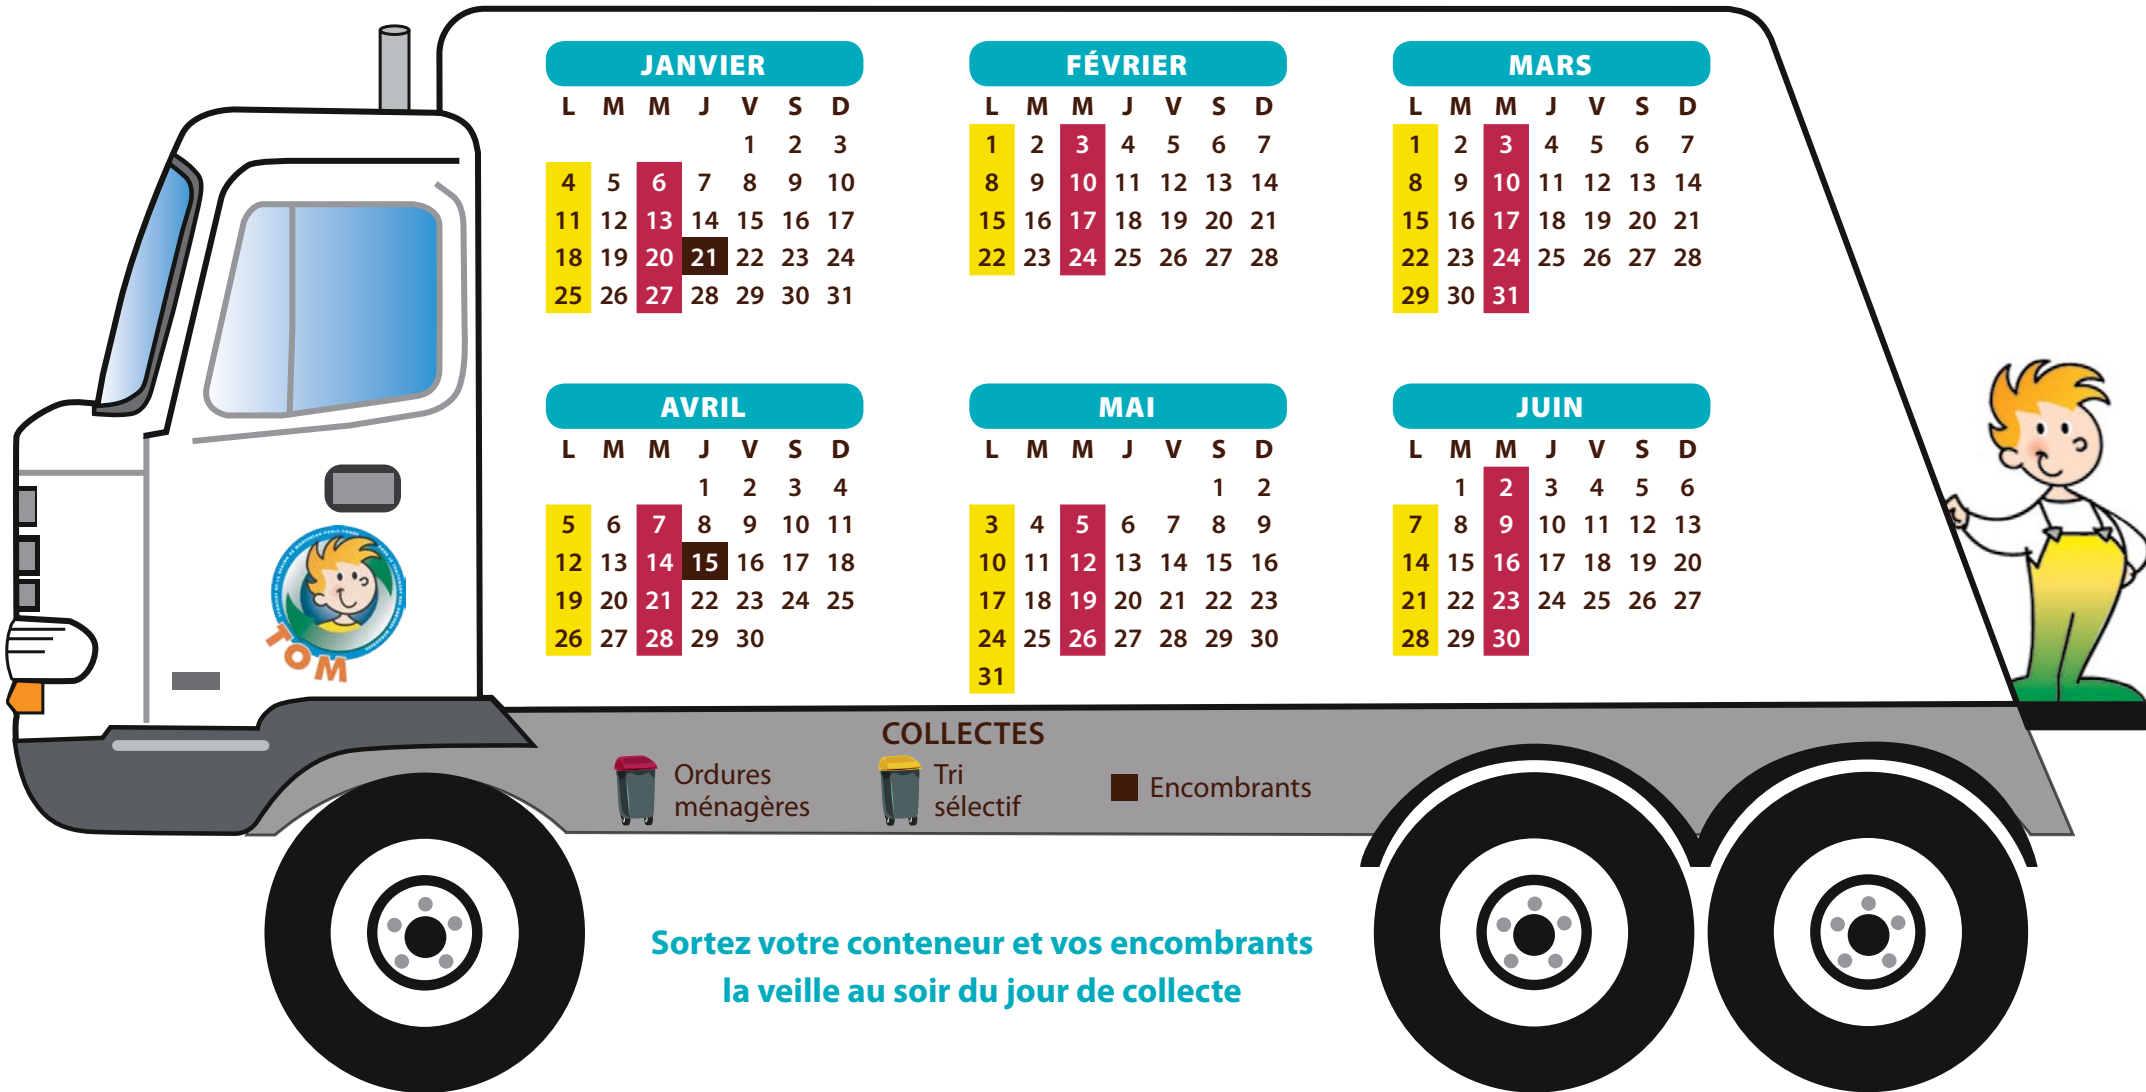 JANVIER
L M M J V S D
1 2 3
4 5 6 7 8 9 10
11 12 13 14 15 16 17
18 19 20 21 22 23 24
25 26 27 28 29 30 31
FÉVRIER
L M M J V S D
1 2 3 4 5 6 7
8 9 10 11 12 13 14
15 16 17 18 19 20 21
22 23 24 25 26 27 28
MARS
L M M J V S D
1 2 3 4 5 6 7
8 9 10 11 12 13 14
15 16 17 18 19 20 21
22 23 24 25 26 27 28
29 30 31
AVRIL
L M M J V S D
1 2 3 4
5 6 7 8 9 10 11
12 13 14 15 16 17 18
19 20 21 22 23 24 25
26 27 28 29 30
MAI
L M M J V S D
1 2
3 4 5 6 7 8 9
10 11 12 13 14 15 16
17 18 19 20 21 22 23
24 25 26 27 28 29 30
31
JUIN
L M M J V S D
1 2 3 4 5 6
7 8 9 10 11 12 13
14 15 16 17 18 19 20
21 22 23 24 25 26 27
28 29 30
TOM
COLLECTES
Ordures
ménagères
Tri
sélectif
Encombrants
Sortez votre conteneur et vos encombrants
la veille au soir du jour de collecte